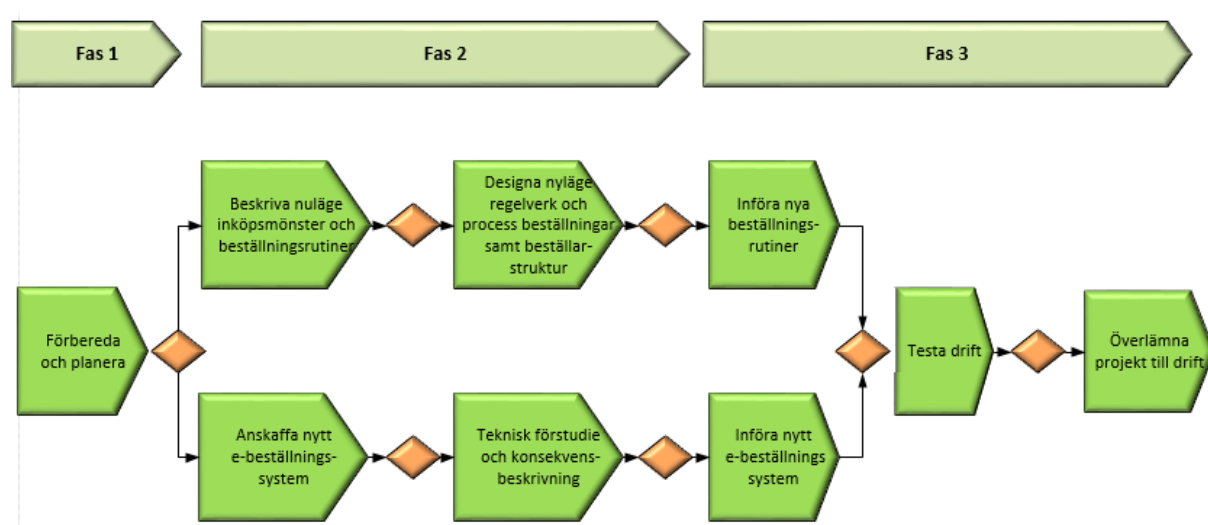 Fas 1
Fas 2
Fas 3
Beskriva nuläge
inköpsmönster och
beställningsrutiner
Designa nyläge
regelverk och
process beställningar
samt beställar-
struktur
Införa nya
beställnings-
rutiner
Förbereda
och planera
Testa drift
Överlämna
projekt till drift
Anskaffa nytt
e-beställnings-
system
Teknisk förstudie
och konsekvens-
beskrivning
Införa nytt
e-beställnings
system